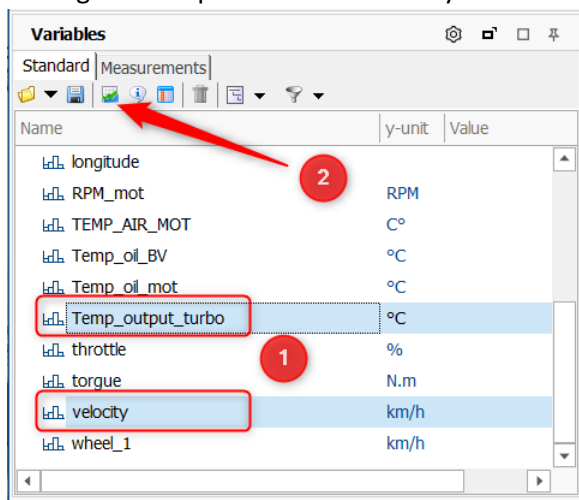 Variables
Standard Measurements
Name y-unit Value
longitude
RPM_mot RPM
TEMP_AIR_MOT C°
Temp_oil_BV °C
Temp_oil_mot °C
Temp_output_turbo °C
throttle %
torgue N.m
velocity km/h
wheel_1 km/h
2
1